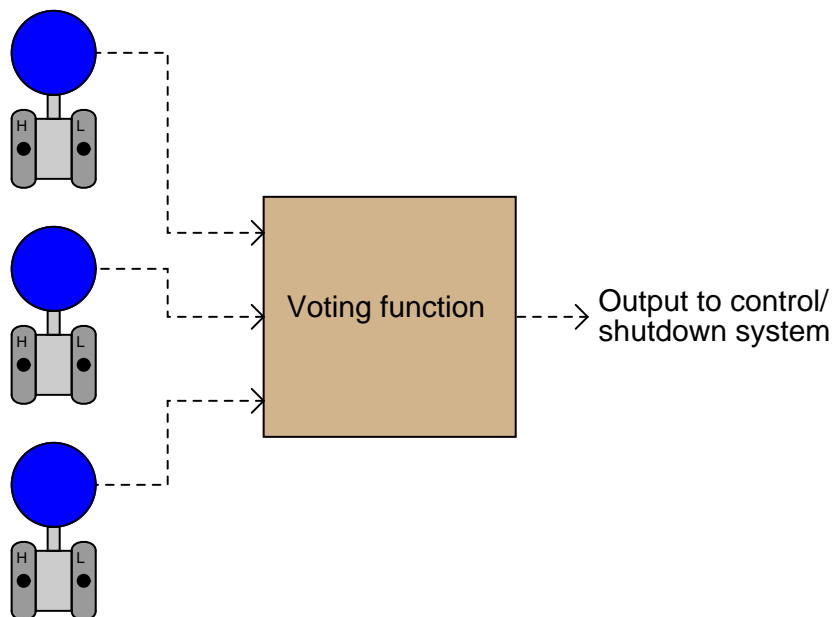 H L
H L
Voting function
Output to control/
shutdown system
H L